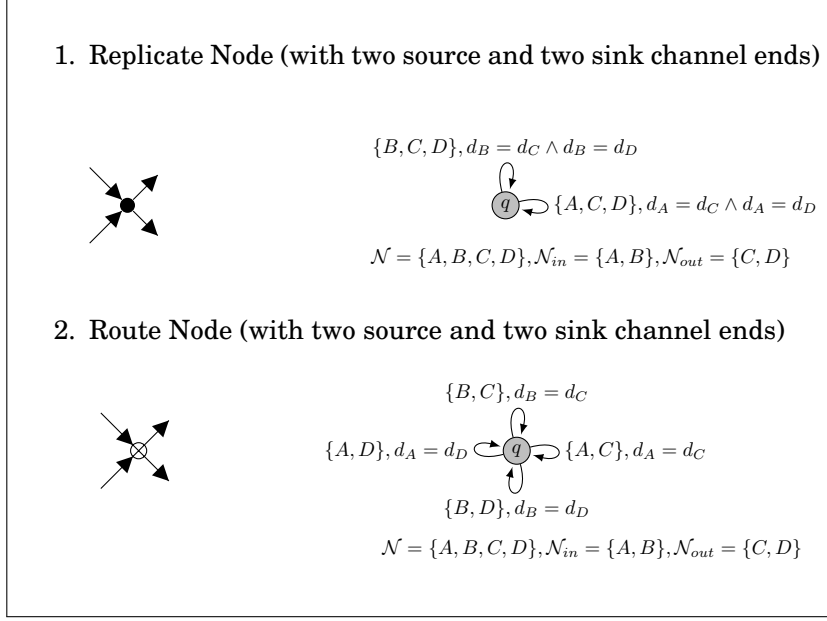 1. Replicate Node (with two source and two sink channel ends)
{B, C, D}, d_B = d_C ∧ d_B = d_D
q {A, C, D}, d_A = d_C ∧ d_A = d_D
𝒩 = {A, B, C, D}, 𝒩_in = {A, B}, 𝒩_out = {C, D}
2. Route Node (with two source and two sink channel ends)
{B, C}, d_B = d_C
{A, D}, d_A = d_D q {A, C}, d_A = d_C
{B, D}, d_B = d_D
𝒩 = {A, B, C, D}, 𝒩_in = {A, B}, 𝒩_out = {C, D}